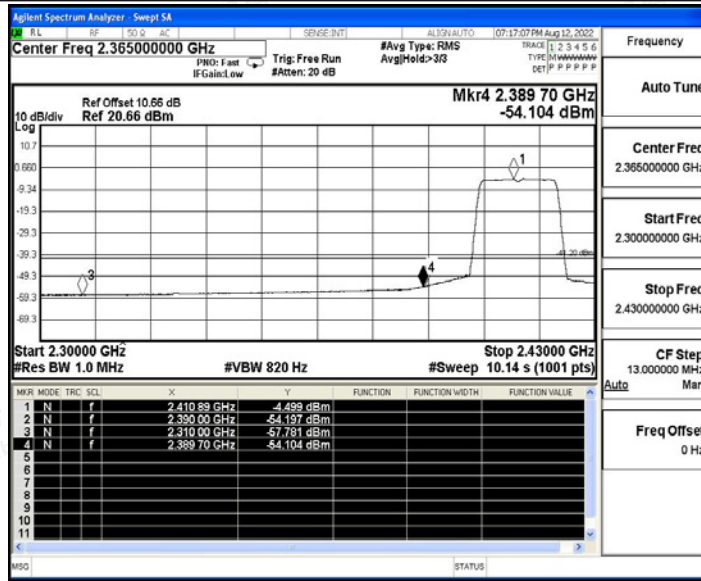 Agilent Spectrum Analyzer - Swept SA
RL RF 50 Ω AC SENSE:INT ALIGN AUTO 07:17:07 PM Aug 12, 2022
Center Freq 2.365000000 GHz
PNO: Fast
IFGain:Low
Trig: Free Run
#Atten: 20 dB
#Avg Type: RMS
Avg|Hold:>3/3
TRACE 1 2 3 4 5 6
TYPE M
DET P P P P P P
Frequency
Auto Tune
Center Freq
2.365000000 GHz
Start Freq
2.300000000 GHz
Stop Freq
2.430000000 GHz
CF Step
13.000000 MHz
Auto Man
Freq Offset
0 Hz
Mkr4 2.389 70 GHz
-54.104 dBm
Ref Offset 10.66 dB
10 dB/div Ref 20.66 dBm
Log
10.7
0.660
-9.34
-19.3
-29.3
-39.3
-49.3
-59.3
-69.3
1
3
4
Start 2.30000 GHz
Stop 2.43000 GHz
#Res BW 1.0 MHz #VBW 820 Hz #Sweep 10.14 s (1001 pts)
MKR MODE TRC SCL X Y FUNCTION FUNCTION WIDTH FUNCTION VALUE
1 N f 2.410 89 GHz -4.499 dBm
2 N f 2.390 00 GHz -54.197 dBm
3 N f 2.310 00 GHz -57.781 dBm
4 N f 2.389 70 GHz -54.104 dBm
5
6
7
8
9
10
11
MSG STATUS